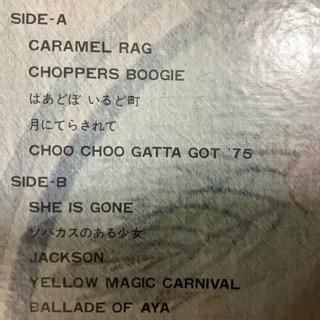 SIDE-A
CARAMEL RAG
CHOPPERS BOOGIE
はあどぼいるど町
月にてらされて
CHOO CHOO GATTA GOT '75
SIDE-B
SHE IS GONE
ソバカスのある少女
JACKSON
YELLOW MAGIC CARNIVAL
BALLADE OF AYA